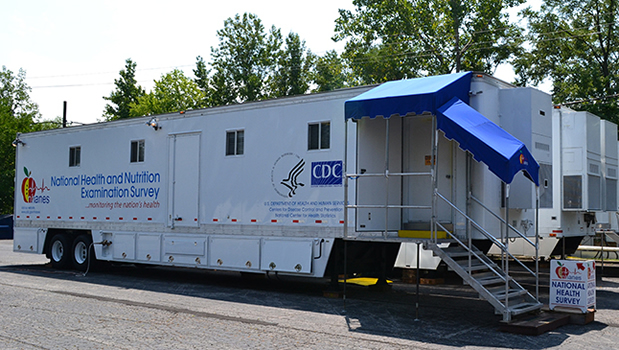 National Health and Nutrition
Examination Survey
...monitoring the nation's health
nhanes
CDC
U.S. DEPARTMENT OF HEALTH AND HUMAN SERVICES
Centers for Disease Control and Prevention
National Center for Health Statistics
nhanes
NATIONAL
HEALTH
SURVEY